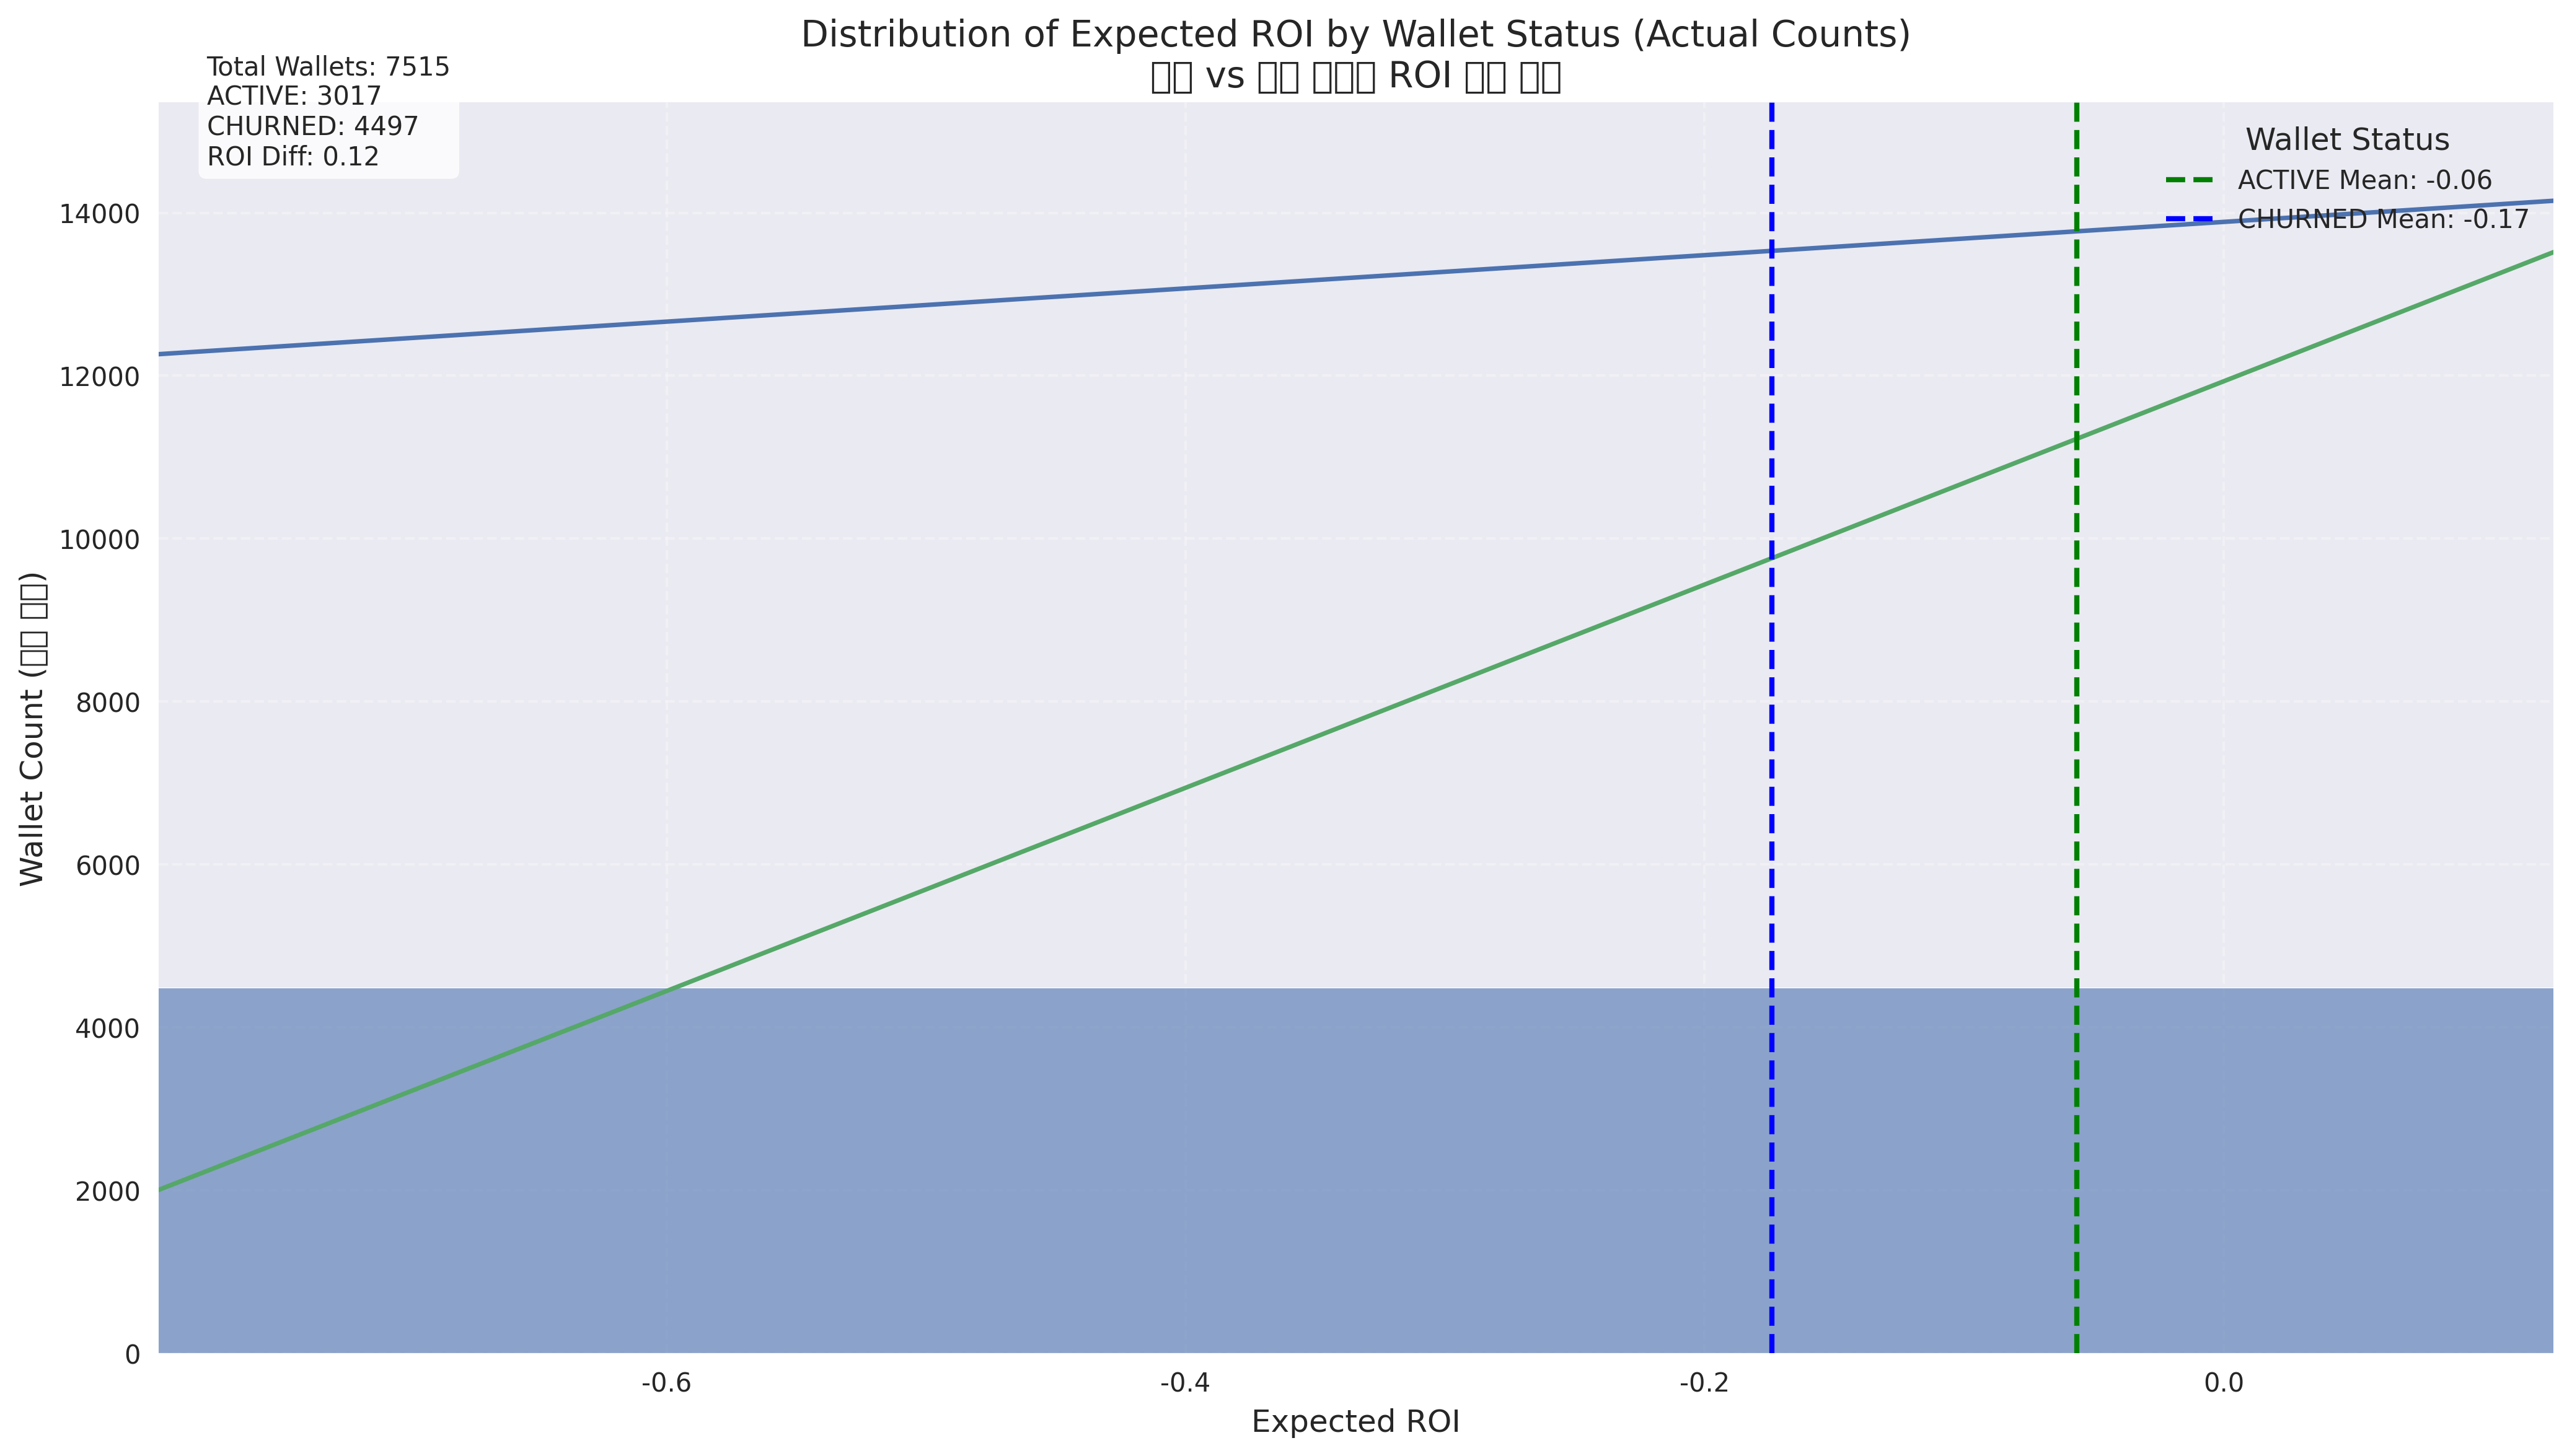 Distribution of Expected ROI by Wallet Status (Actual Counts)
vs ROI
Total Wallets: 7515
ACTIVE: 3017
CHURNED: 4497
ROI Diff: 0.12
Wallet Status
ACTIVE Mean: -0.06
CHURNED Mean: -0.17
14000
12000
10000
8000
6000
4000
2000
0
Wallet Count
-0.6
-0.4
-0.2
0.0
Expected ROI